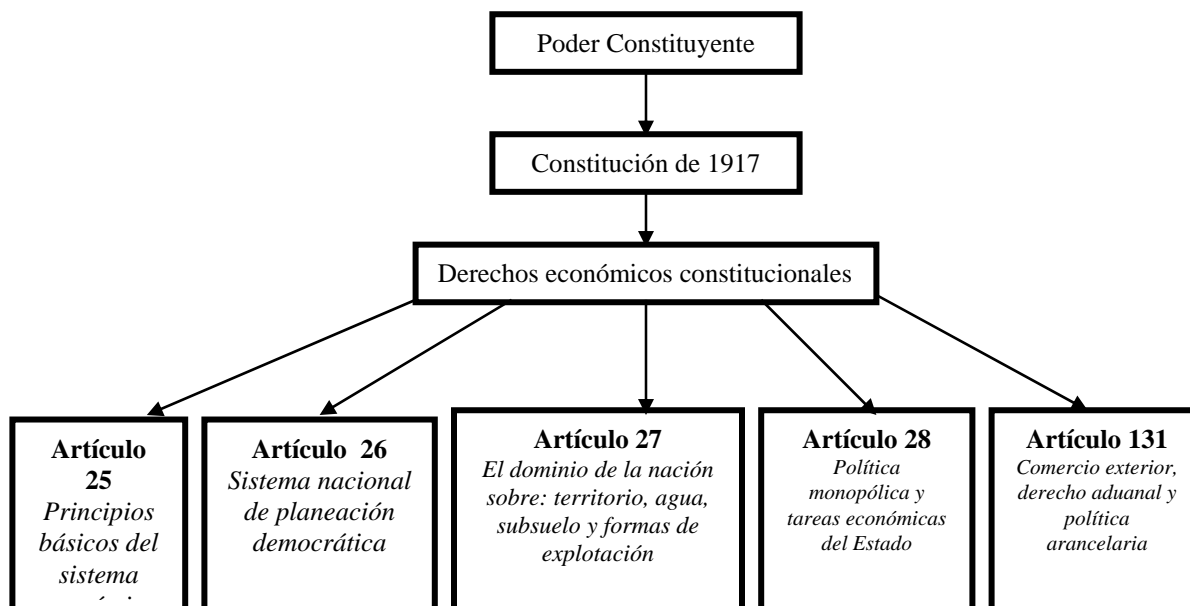 Poder Constituyente
Constitución de 1917
Derechos económicos constitucionales
Artículo
25
Principios
básicos del
sistema
Artículo 26
Sistema nacional
de planeación
democrática
Artículo 27
El dominio de la nación
sobre: territorio, agua,
subsuelo y formas de
explotación
Artículo 28
Política
monopólica y
tareas económicas
del Estado
Artículo 131
Comercio exterior,
derecho aduanal y
política
arancelaria